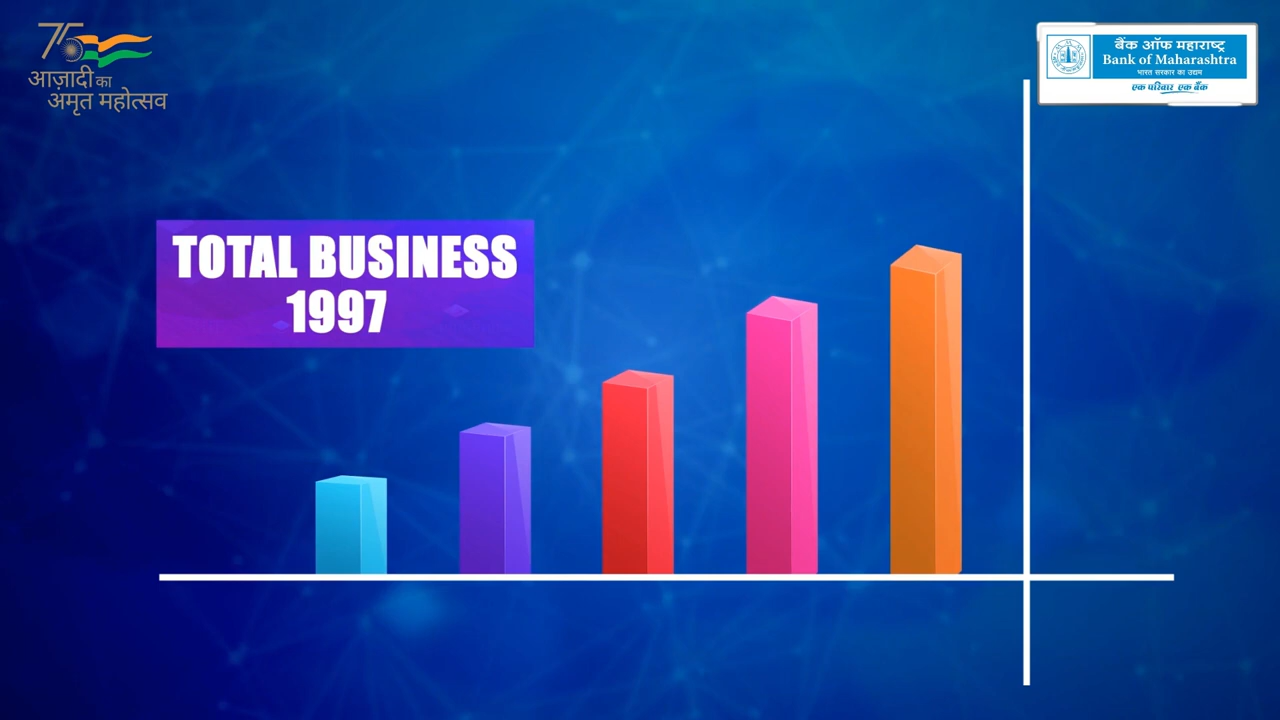 75
आज़ादी का
अमृत महोत्सव
बैंक ऑफ महाराष्ट्र
Bank of Maharashtra
भारत सरकार का उद्यम
एक परिवार एक बैंक
TOTAL BUSINESS
1997